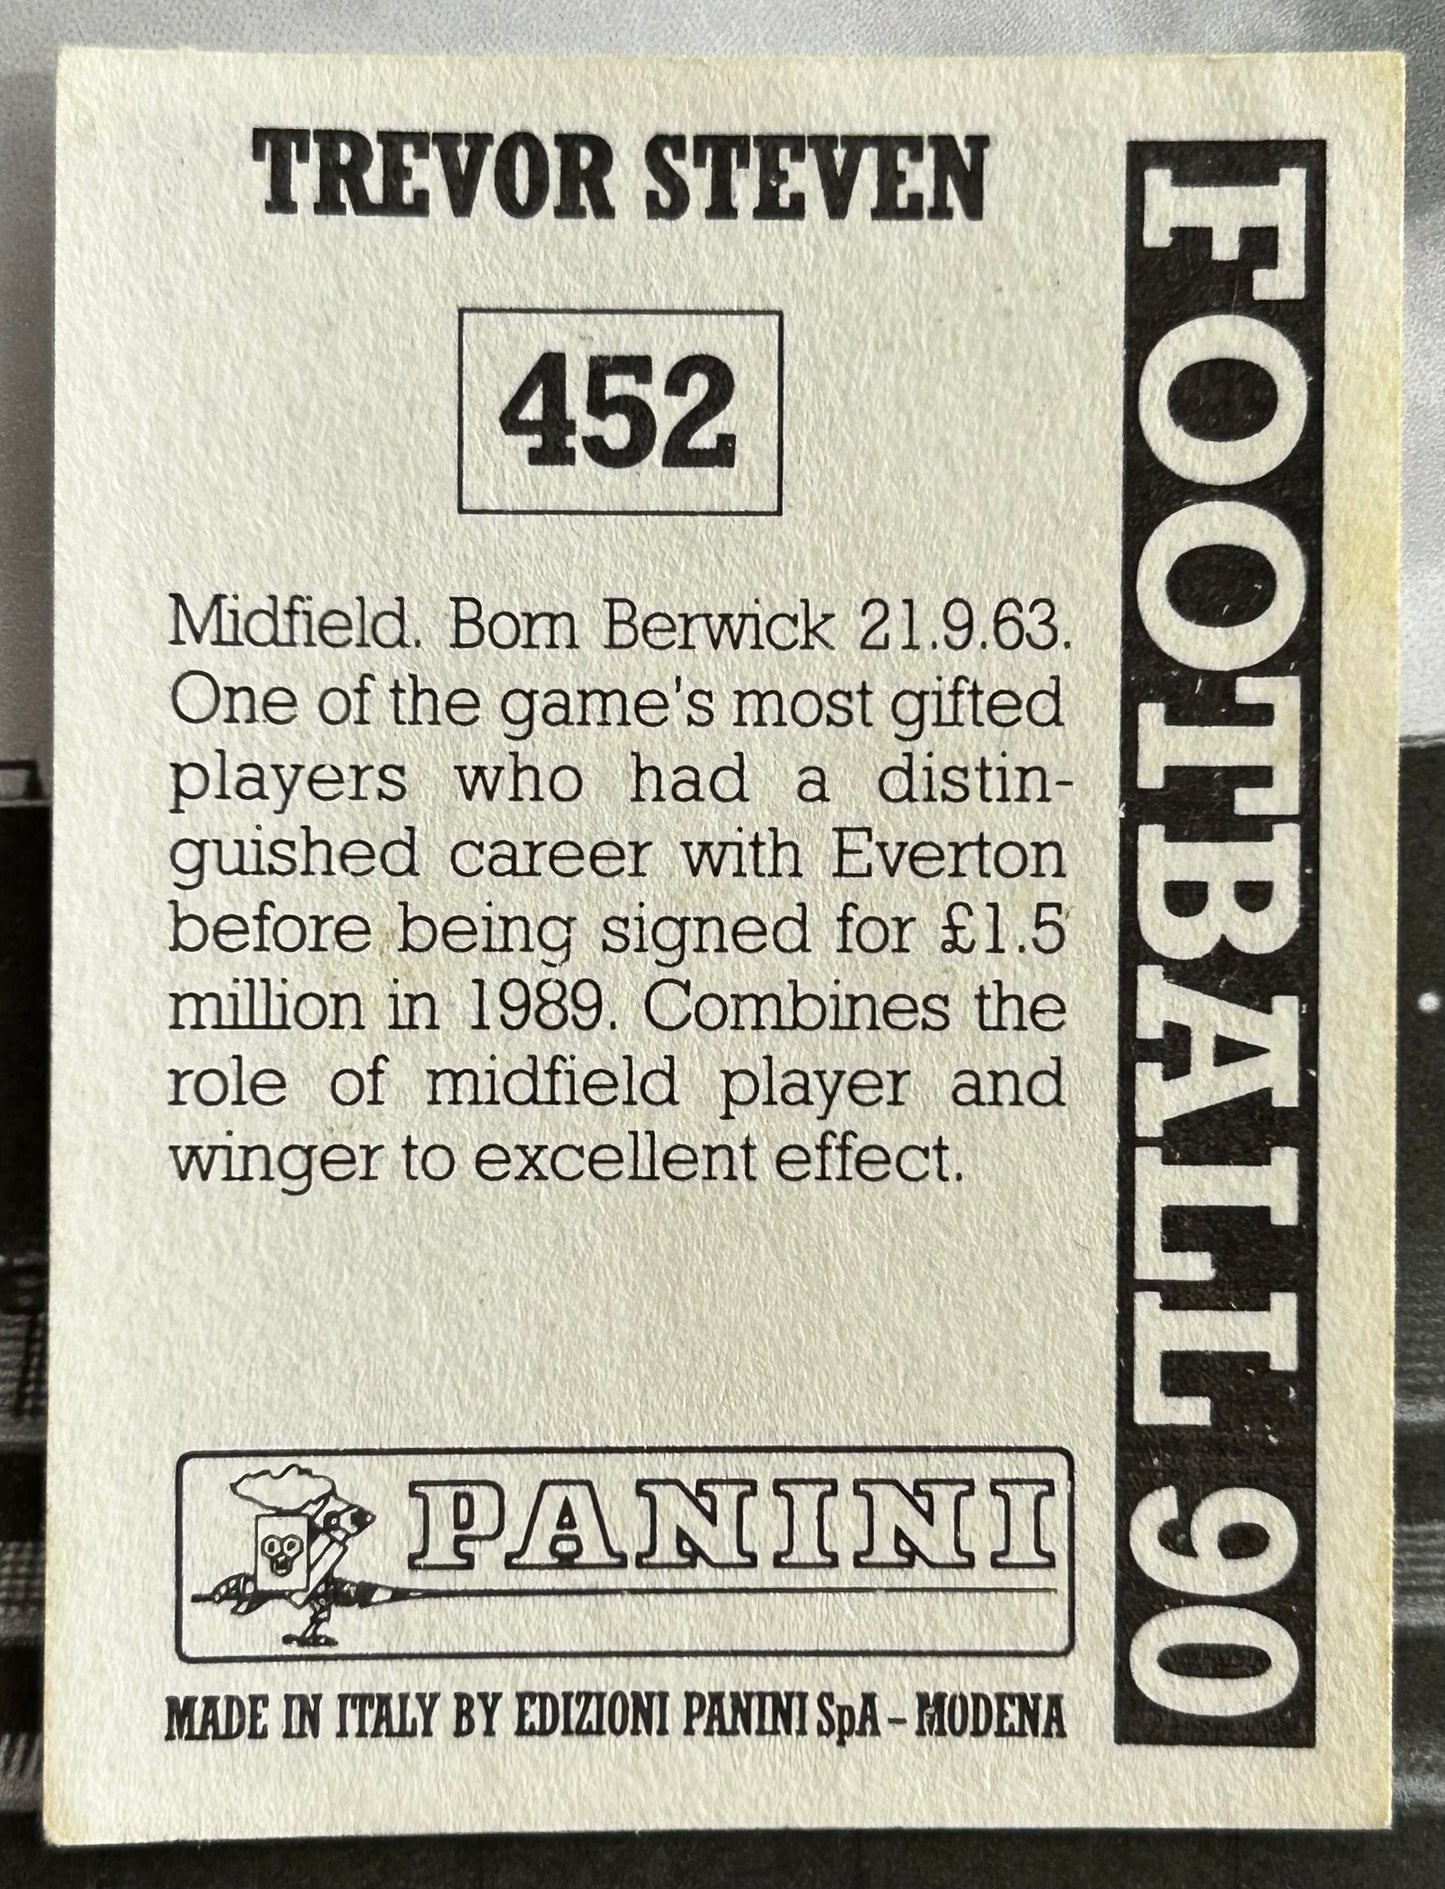 TREVOR STEVEN
452
Midfield. Born Berwick 21.9.63.
One of the game's most gifted
players who had a distin-
guished career with Everton
before being signed for £1.5
million in 1989. Combines the
role of midfield player and
winger to excellent effect.
PANINI
MADE IN ITALY BY EDIZIONI PANINI SpA - MODENA
FOOTBALL 90